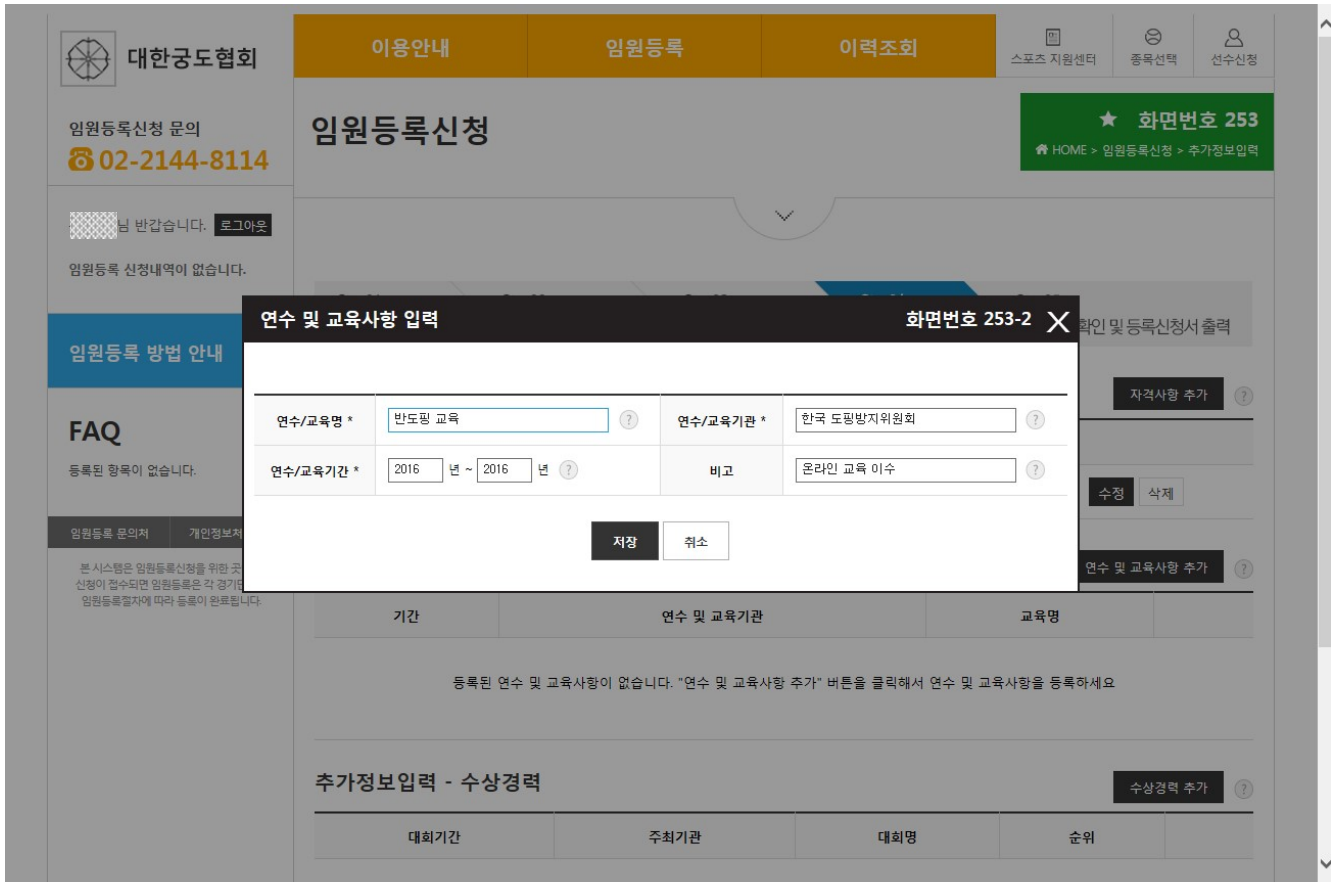 대한궁도협회
이용안내
임원등록
이력조회
스포츠 지원센터
종목선택
선수신청
임원등록신청 문의
02-2144-8114
임원등록신청
화면번호 253
HOME > 임원등록신청 > 추가정보입력
님 반갑습니다. 로그아웃
임원등록 신청내역이 없습니다.
확인 및 등록신청서 출력
임원등록 방법 안내
연수 및 교육사항 입력
화면번호 253-2
연수/교육명 *
반도핑 교육
?
연수/교육기관 *
한국 도핑방지위원회
?
연수/교육기간 *
2016 년 ~ 2016 년 ?
비고
온라인 교육 이수
?
저장
취소
자격사항 추가 ?
FAQ
등록된 항목이 없습니다.
수정 삭제
임원등록 문의처
개인정보처
본 시스템은 임원등록신청을 위한 곳
신청이 접수되면 임원등록은 각 경기단
임원등록절차에 따라 등록이 완료됩니다.
연수 및 교육사항 추가 ?
기간
연수 및 교육기관
교육명
등록된 연수 및 교육사항이 없습니다. "연수 및 교육사항 추가" 버튼을 클릭해서 연수 및 교육사항을 등록하세요
추가정보입력 - 수상경력
수상경력 추가 ?
대회기간
주최기관
대회명
순위